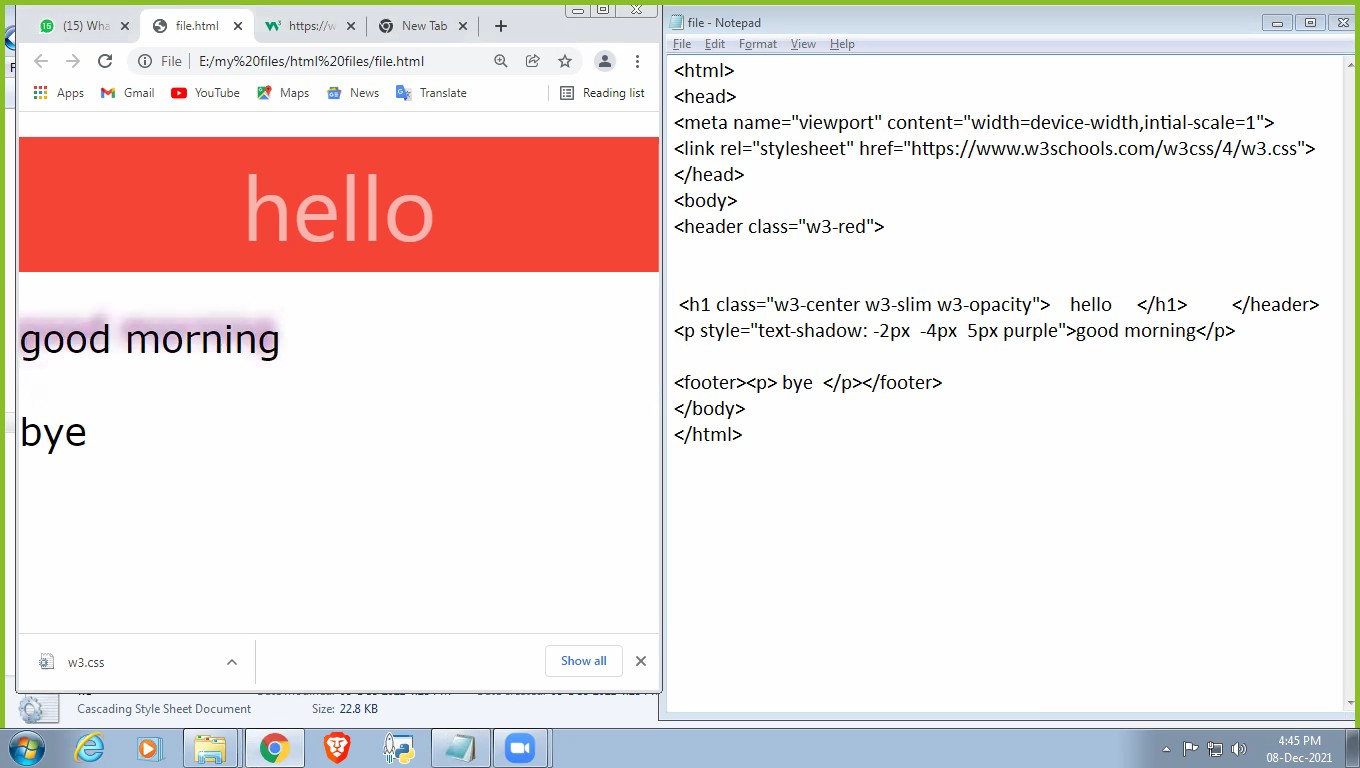 15
(15) Wha
file.html
https://w
New Tab
File
E:/my%20files/html%20files/file.html
Apps
Gmail
YouTube
Maps
News
Translate
Reading list
hello
good morning
bye
w3.css
Show all
Cascading Style Sheet Document
Size: 22.8 KB
file - Notepad
File Edit Format View Help
<html>
<head>
<meta name="viewport" content="width=device-width,intial-scale=1">
<link rel="stylesheet" href="https://www.w3schools.com/w3css/4/w3.css">
</head>
<body>
<header class="w3-red">
<h1 class="w3-center w3-slim w3-opacity"> hello </h1> </header>
<p style="text-shadow: -2px -4px 5px purple">good morning</p>
<footer><p> bye </p></footer>
</body>
</html>
4:45 PM
08-Dec-2021